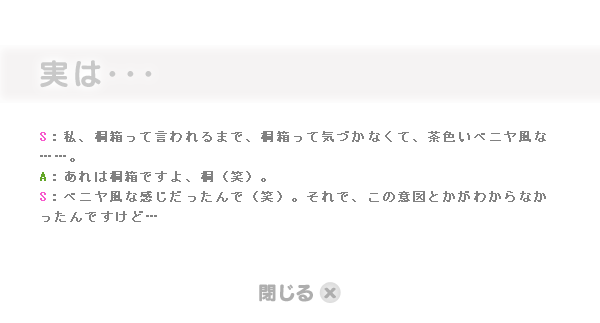 実は・・・
S：私、桐箱って言われるまで、桐箱って気づかなくて、茶色いベニヤ風な
……。
A：あれは桐箱ですよ、桐（笑）。
S：ベニヤ風な感じだったんで（笑）。それで、この意図とかがわからなか
ったんですけど…
閉じる